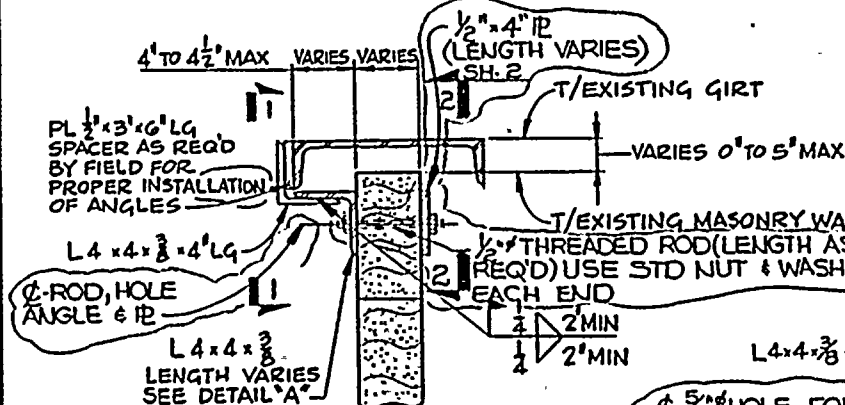 4" TO 4 1/2" MAX
VARIES
VARIES
1/2" x 4" PL
(LENGTH VARIES)
SH. 2
1
2
T/EXISTING GIRT
PL 1/2" x 3" x 6" LG
SPACER AS REQ'D
BY FIELD FOR
PROPER INSTALLATION
OF ANGLES
VARIES 0" TO 5" MAX
L 4 x 4 x 3/8 x 4" LG
T/EXISTING MASONRY WA
1/2" ø THREADED ROD (LENGTH AS
REQ'D) USE STD NUT & WASH
EACH END
2
℄-ROD, HOLE
ANGLE & PL
1
1/4
2" MIN
1/4
2" MIN
L 4 x 4 x 3/8
LENGTH VARIES
SEE DETAIL "A"
L4x4x3/8
HOLE